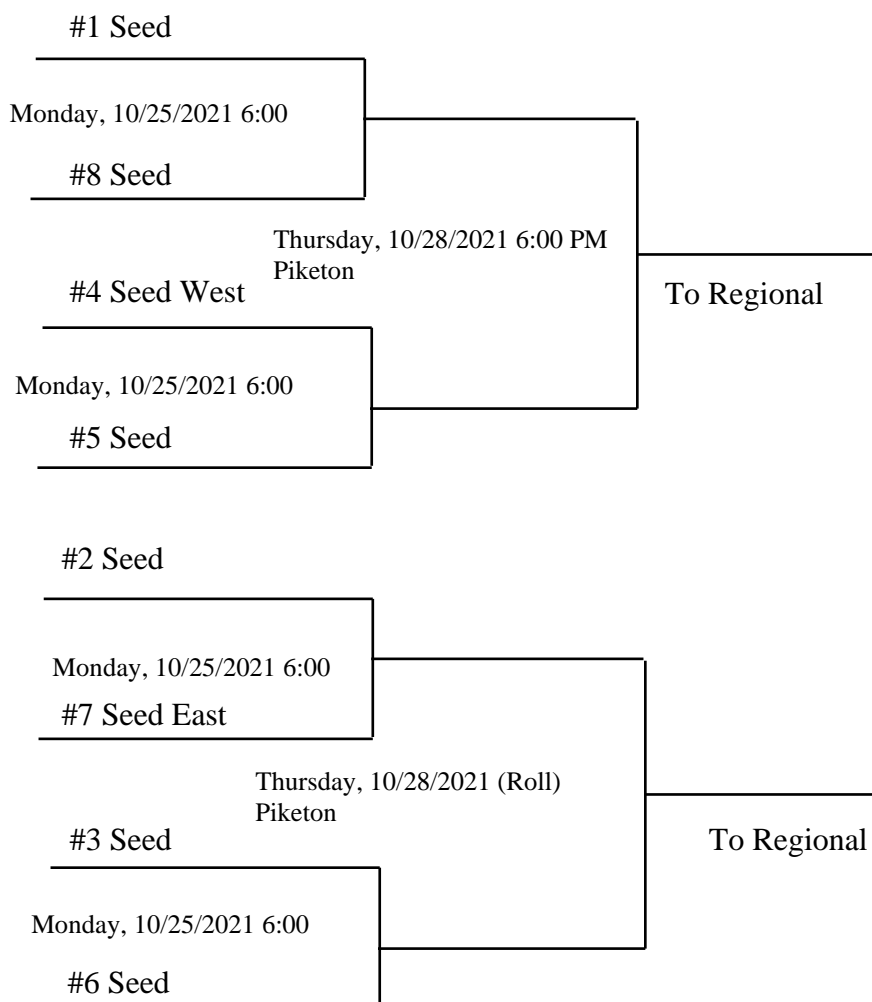 #1 Seed
Monday, 10/25/2021 6:00
#8 Seed
Thursday, 10/28/2021 6:00 PM
Piketon
#4 Seed West
To Regional
Monday, 10/25/2021 6:00
#5 Seed
#2 Seed
Monday, 10/25/2021 6:00
#7 Seed East
Thursday, 10/28/2021 (Roll)
Piketon
#3 Seed
To Regional
Monday, 10/25/2021 6:00
#6 Seed